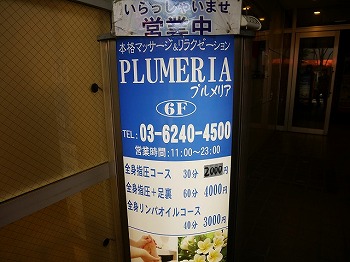 いらっしゃいませ
営業中
本格マッサージ&リラクゼーション
PLUMERIA
プルメリア
6F
TEL: 03-6240-4500
営業時間:11:00～23:00
全身指圧コース 30分 2000円
全身指圧＋足裏 60分 4000円
全身リンパオイルコース
40分 3000円